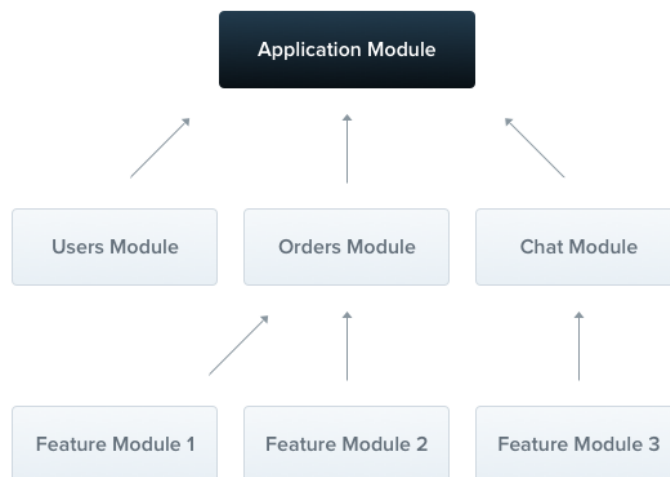 Application Module
Users Module
Orders Module
Chat Module
Feature Module 1
Feature Module 2
Feature Module 3